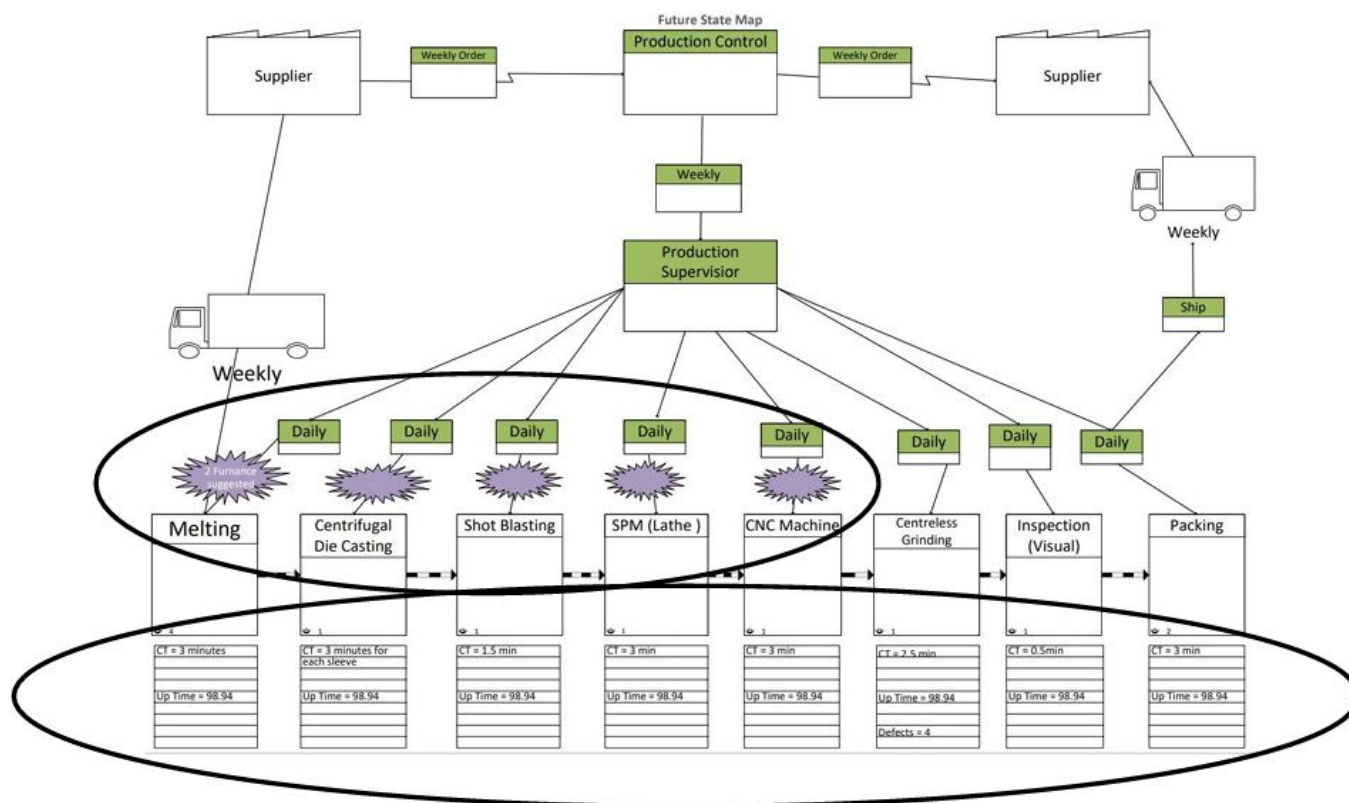 Future State Map
Production Control
Weekly Order
Weekly Order
Supplier
Supplier
Weekly
Weekly
Production
Supervisior
Ship
Weekly
Daily
Daily
Daily
Daily
Daily
Daily
Daily
Daily
2 Furnance
suggested
Melting
Centrifugal
Die Casting
Shot Blasting
SPM (Lathe )
CNC Machine
Centreless
Grinding
Inspection
(Visual)
Packing
4
1
1
1
1
1
1
2
CT = 3 minutes
CT = 3 minutes for
each sleeve
CT = 1.5 min
CT = 3 min
CT = 3 min
CT = 2.5 min
CT = 0.5min
CT = 3 min
Up Time = 98.94
Up Time = 98.94
Up Time = 98.94
Up Time = 98.94
Up Time = 98.94
Up Time = 98.94
Up Time = 98.94
Up Time = 98.94
Defects = 4